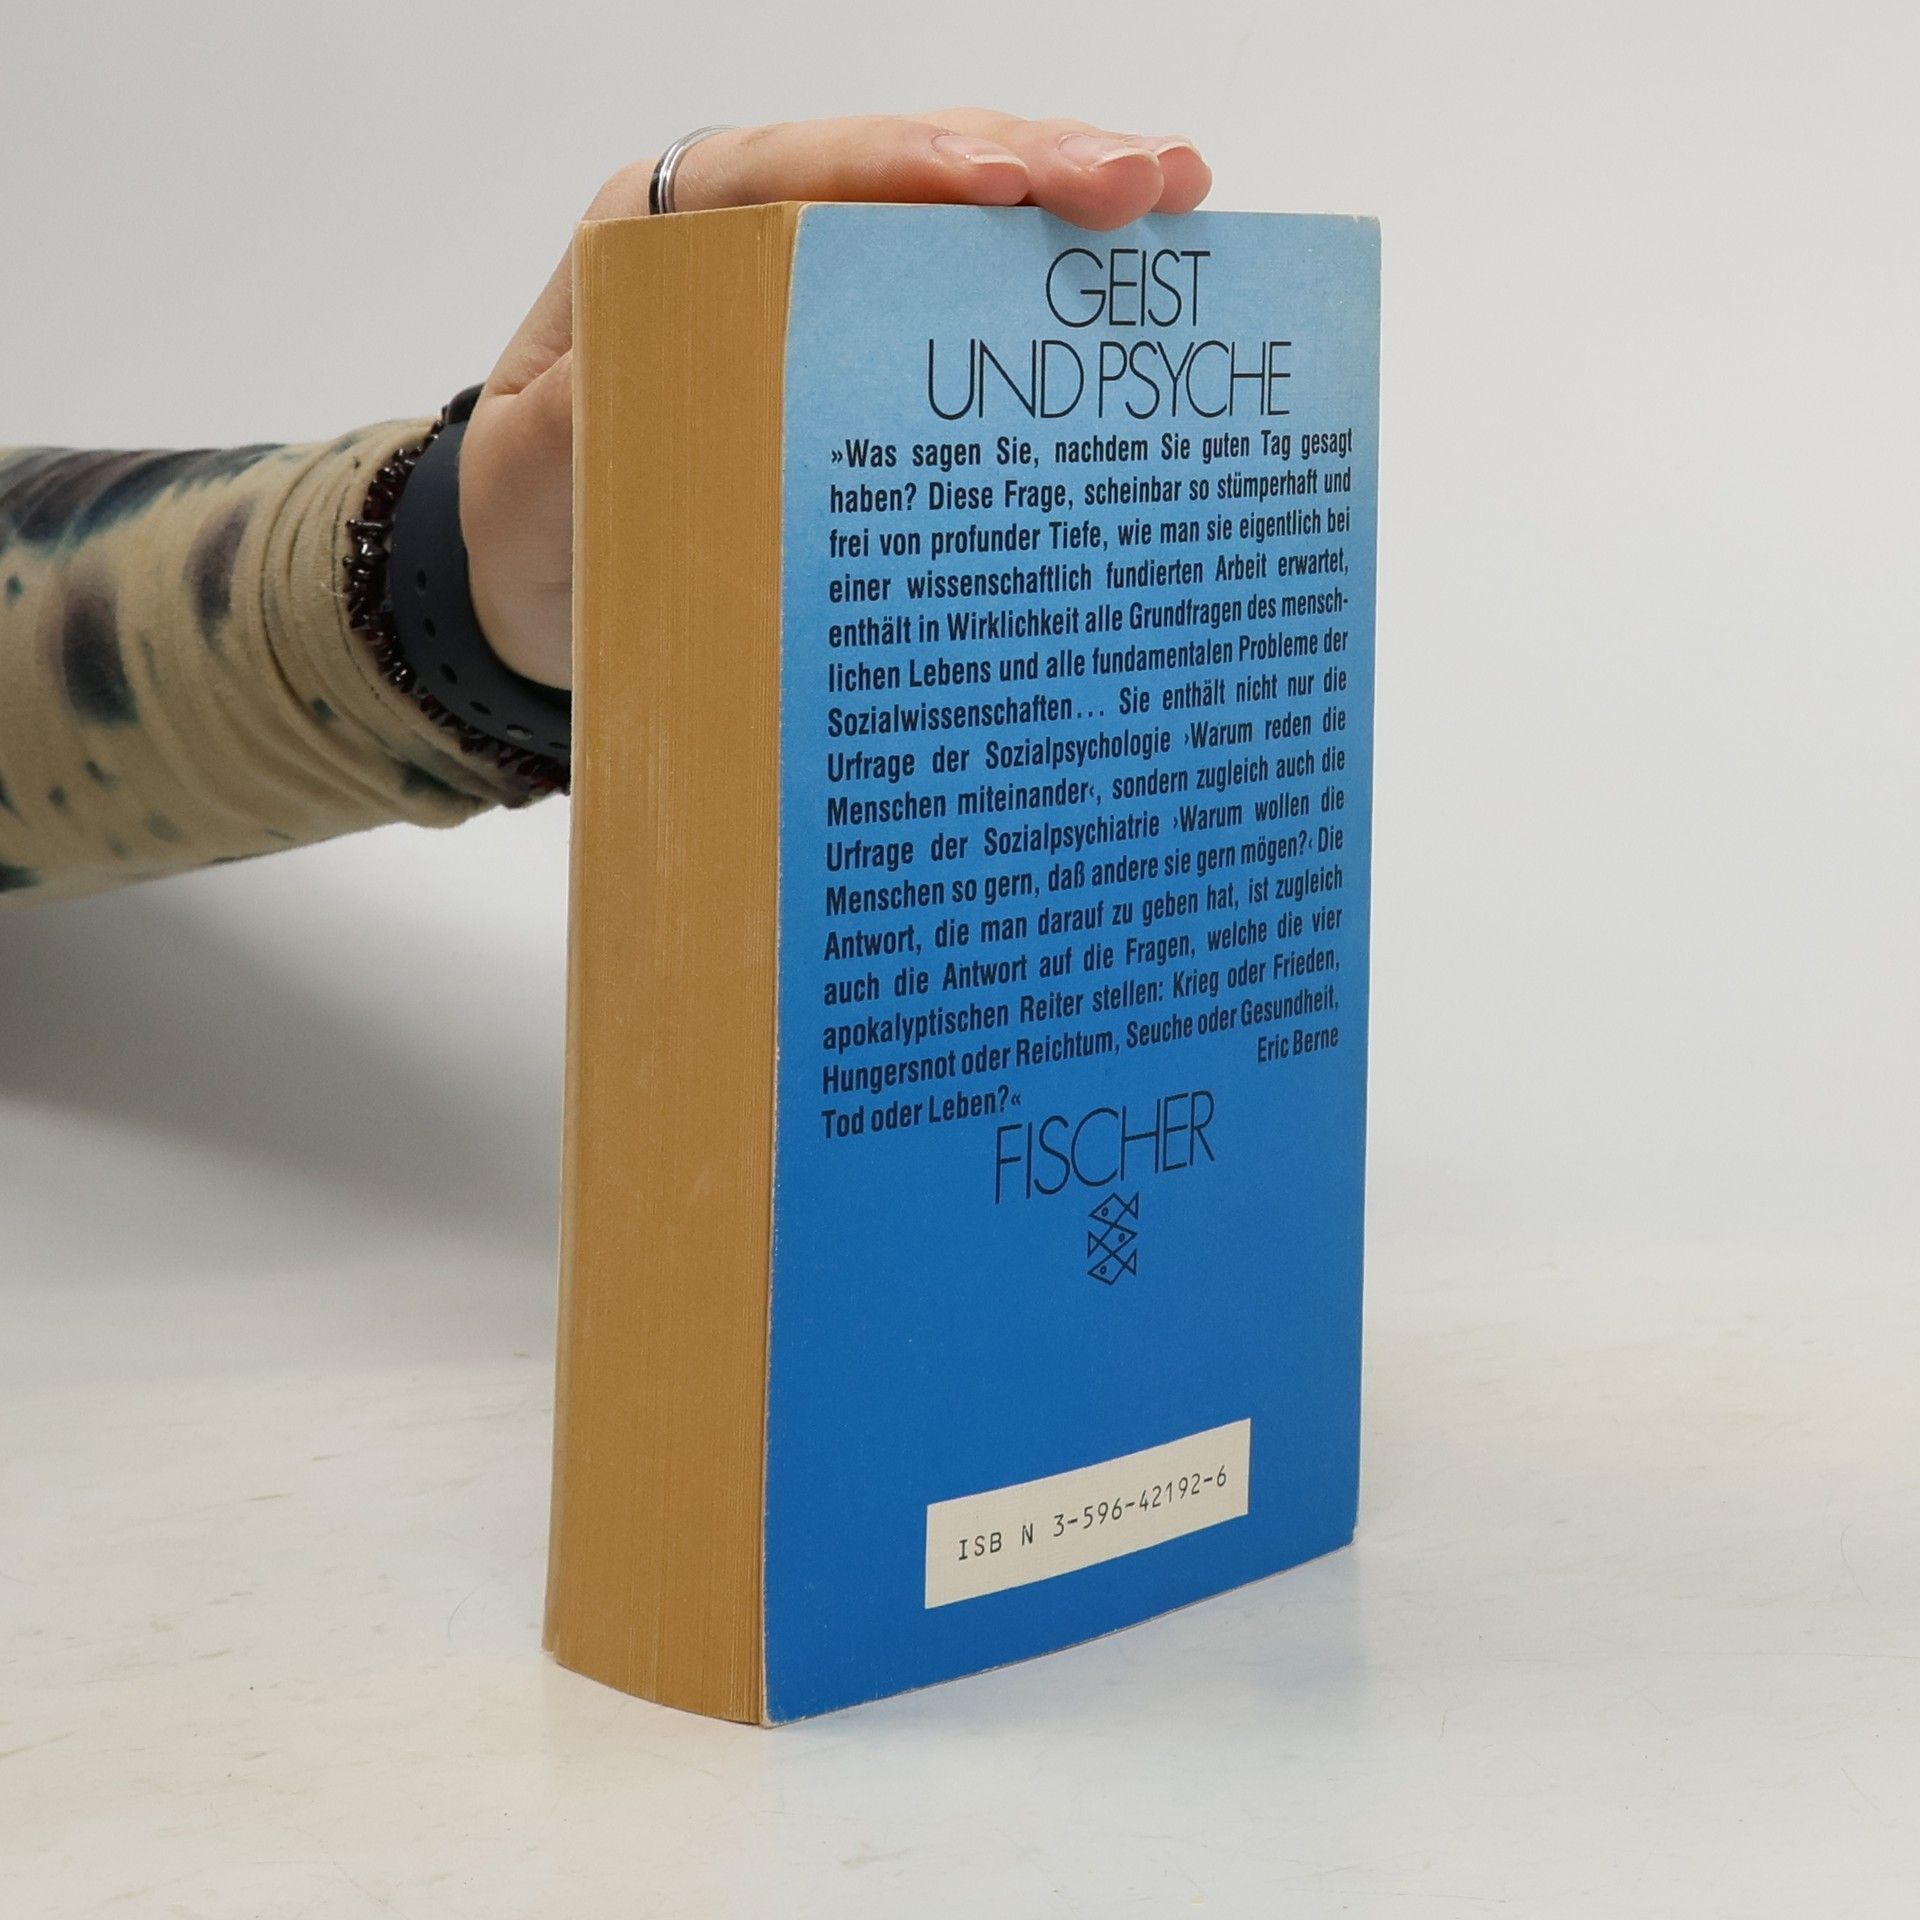 GEIST
UND PSYCHE
»Was sagen Sie, nachdem Sie guten Tag gesagt
haben? Diese Frage, scheinbar so stümperhaft und
frei von profunder Tiefe, wie man sie eigentlich bei
einer wissenschaftlich fundierten Arbeit erwartet,
enthält in Wirklichkeit alle Grundfragen des mensch-
lichen Lebens und alle fundamentalen Probleme der
Sozialwissenschaften... Sie enthält nicht nur die
Urfrage der Sozialpsychologie ›Warum reden die
Menschen miteinander‹, sondern zugleich auch die
Urfrage der Sozialpsychiatrie ›Warum wollen die
Menschen so gern, daß andere sie gern mögen?‹ Die
Antwort, die man darauf zu geben hat, ist zugleich
auch die Antwort auf die Fragen, welche die vier
apokalyptischen Reiter stellen: Krieg oder Frieden,
Hungersnot oder Reichtum, Seuche oder Gesundheit,
Tod oder Leben?«
Eric Berne
FISCHER
ISB N 3-596-42192-6